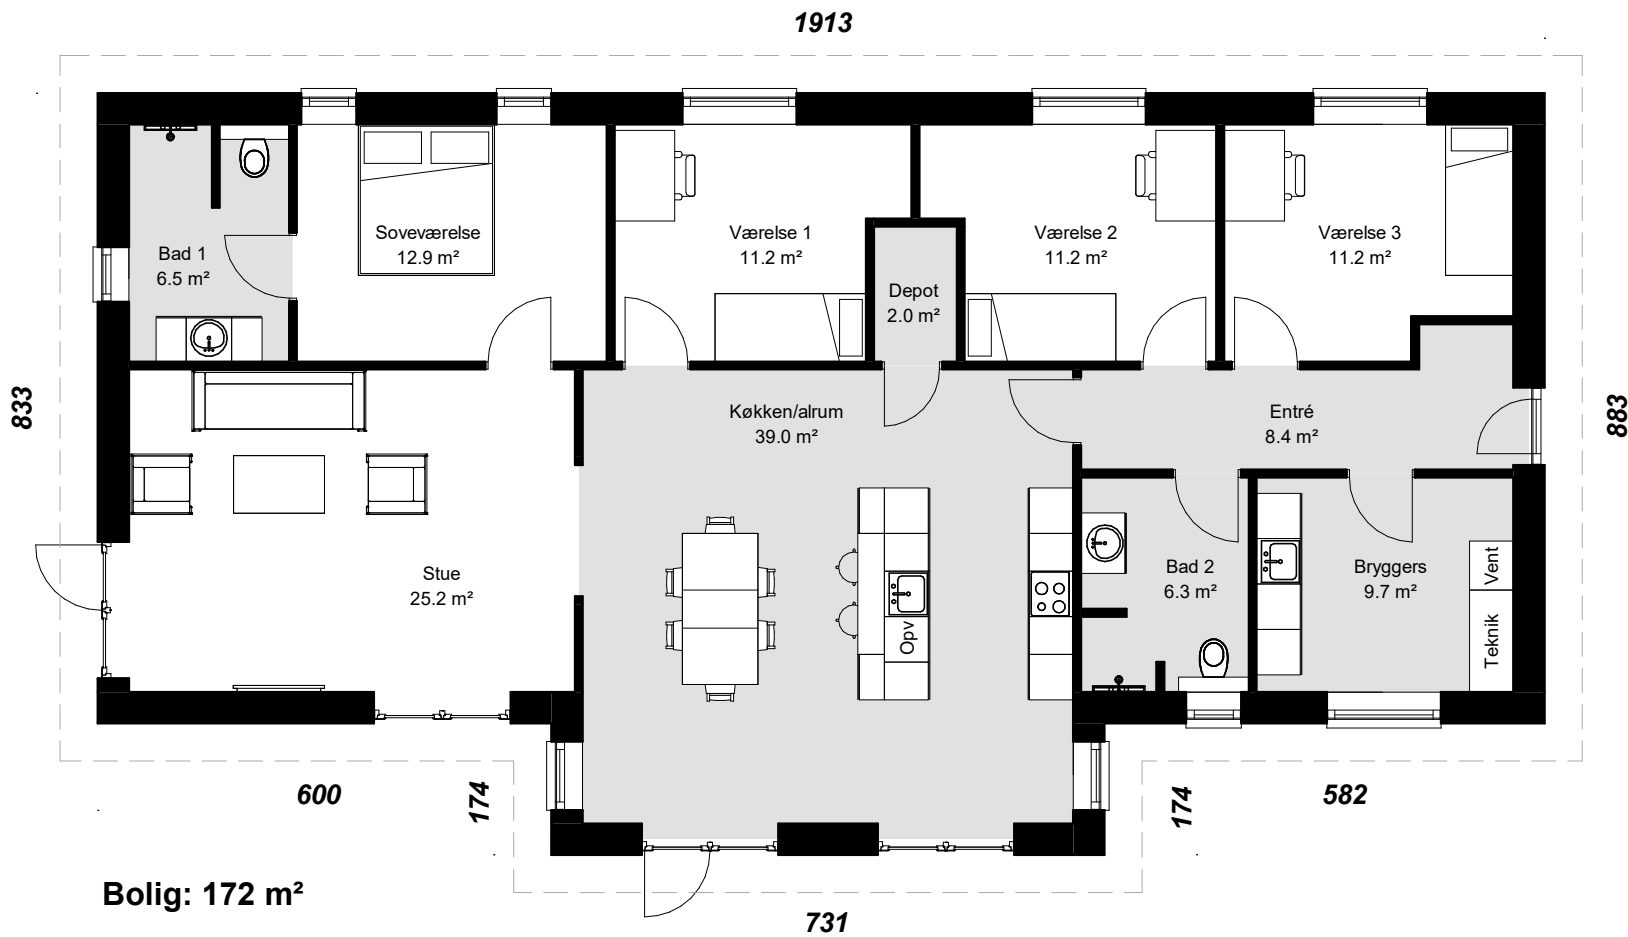 1913
Bad 1
6.5 m²
Soveværelse
12.9 m²
Værelse 1
11.2 m²
Depot
2.0 m²
Værelse 2
11.2 m²
Værelse 3
11.2 m²
833
883
Køkken/alrum
39.0 m²
Entré
8.4 m²
Stue
25.2 m²
Opv
Bad 2
6.3 m²
Bryggers
9.7 m²
Vent
Teknik
600
174
174
582
Bolig: 172 m²
731